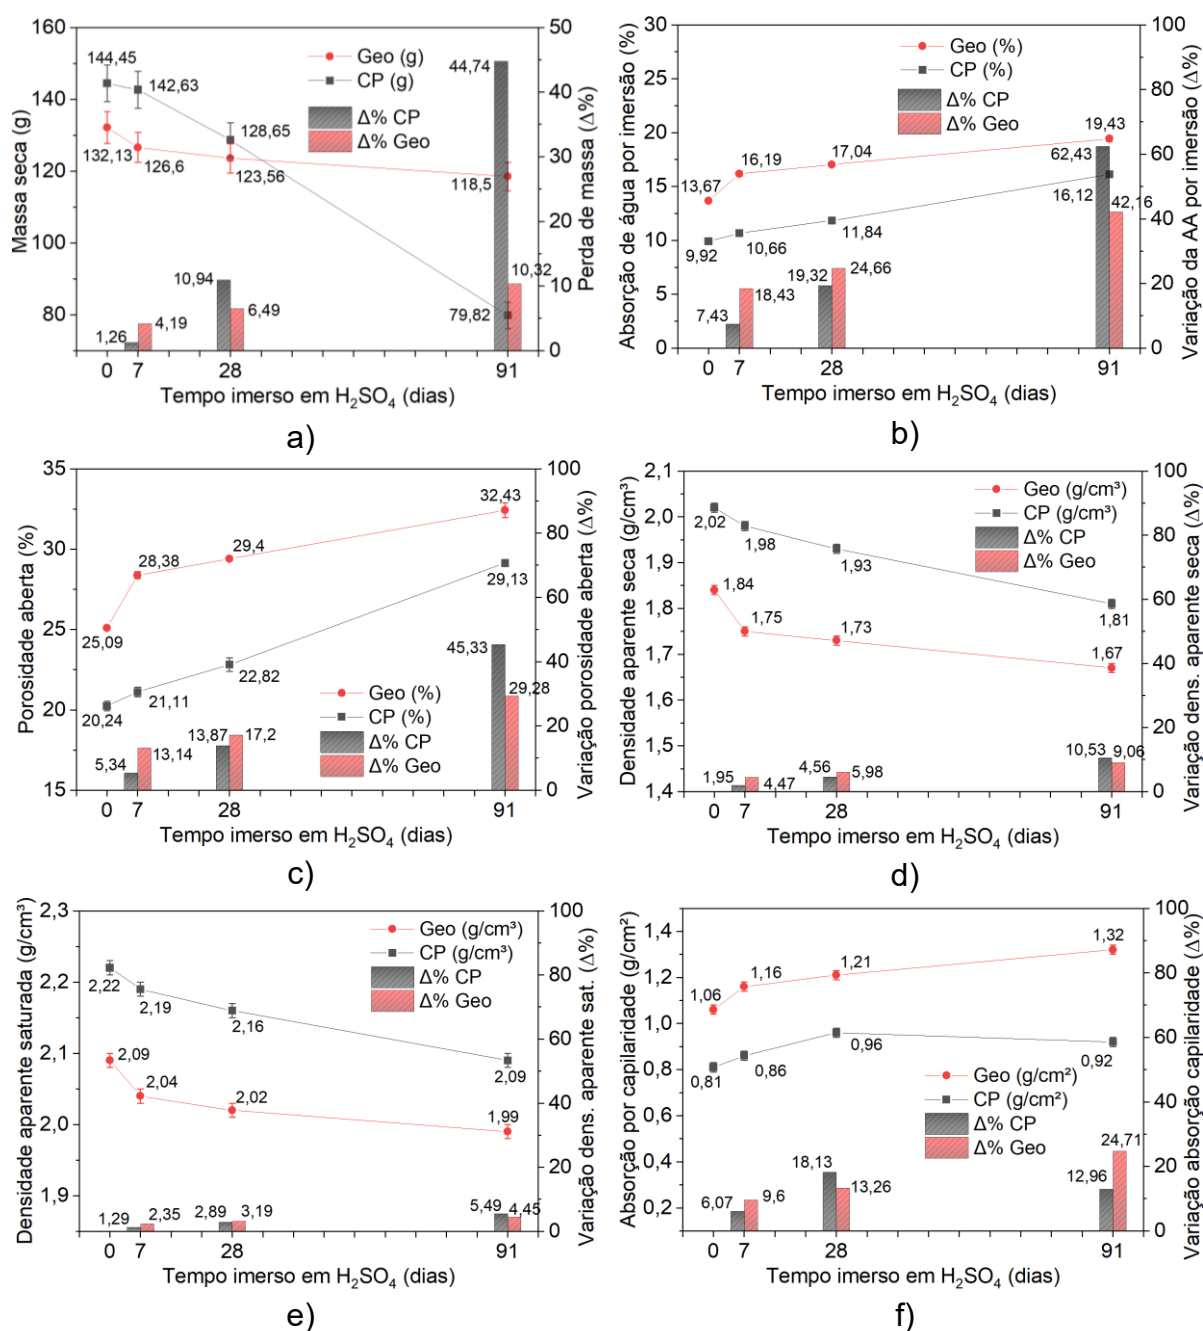 160
140
120
100
80
Massa seca (g)
144,45
142,63
128,65
132,13
126,6
123,56
118,5
79,82
44,74
10,94
10,32
6,49
4,19
1,26
Geo (g)
CP (g)
Δ% CP
Δ% Geo
50
40
30
20
10
0
Perda de massa (Δ%)
0 7 28 91
Tempo imerso em H₂SO₄ (dias)
a)
30
25
20
15
10
5
0
Absorção de água por imersão (%)
Geo (%)
CP (%)
Δ% CP
Δ% Geo
13,67
16,19
17,04
19,43
9,92
10,66
11,84
16,12
62,43
42,16
19,32
24,66
7,43
18,43
100
80
60
40
20
0
Variação da AA por imersão (Δ%)
0 7 28 91
Tempo imerso em H₂SO₄ (dias)
b)
35
30
25
20
15
Porosidade aberta (%)
25,09
28,38
29,4
32,43
20,24
21,11
22,82
29,13
45,33
29,28
13,87
17,2
5,34
13,14
Geo (%)
CP (%)
Δ% CP
Δ% Geo
100
80
60
40
20
0
Variação porosidade aberta (Δ%)
0 7 28 91
Tempo imerso em H₂SO₄ (dias)
c)
2,1
2,0
1,9
1,8
1,7
1,6
1,5
1,4
Densidade aparente seca (g/cm³)
Geo (g/cm³)
CP (g/cm³)
Δ% CP
Δ% Geo
2,02
1,98
1,93
1,81
1,84
1,75
1,73
1,67
10,53
9,06
4,56
5,98
1,95
4,47
100
80
60
40
20
0
Variação dens. aparente seca (Δ%)
0 7 28 91
Tempo imerso em H₂SO₄ (dias)
d)
2,3
2,2
2,1
2,0
1,9
Densidade aparente saturada (g/cm³)
Geo (g/cm³)
CP (g/cm³)
Δ% CP
Δ% Geo
2,22
2,19
2,16
2,09
2,09
2,04
2,02
1,99
5,49
4,45
2,89
3,19
1,29
2,35
100
80
60
40
20
0
Variação dens. aparente sat. (Δ%)
0 7 28 91
Tempo imerso em H₂SO₄ (dias)
e)
1,4
1,2
1,0
0,8
0,6
0,4
0,2
Absorção por capilaridade (g/cm²)
1,06
1,16
1,21
1,32
0,81
0,86
0,96
0,92
Geo (g/cm²)
CP (g/cm²)
Δ% CP
Δ% Geo
24,71
12,96
18,13
13,26
6,07
9,6
100
80
60
40
20
0
Variação absorção capilaridade (Δ%)
0 7 28 91
Tempo imerso em H₂SO₄ (dias)
f)